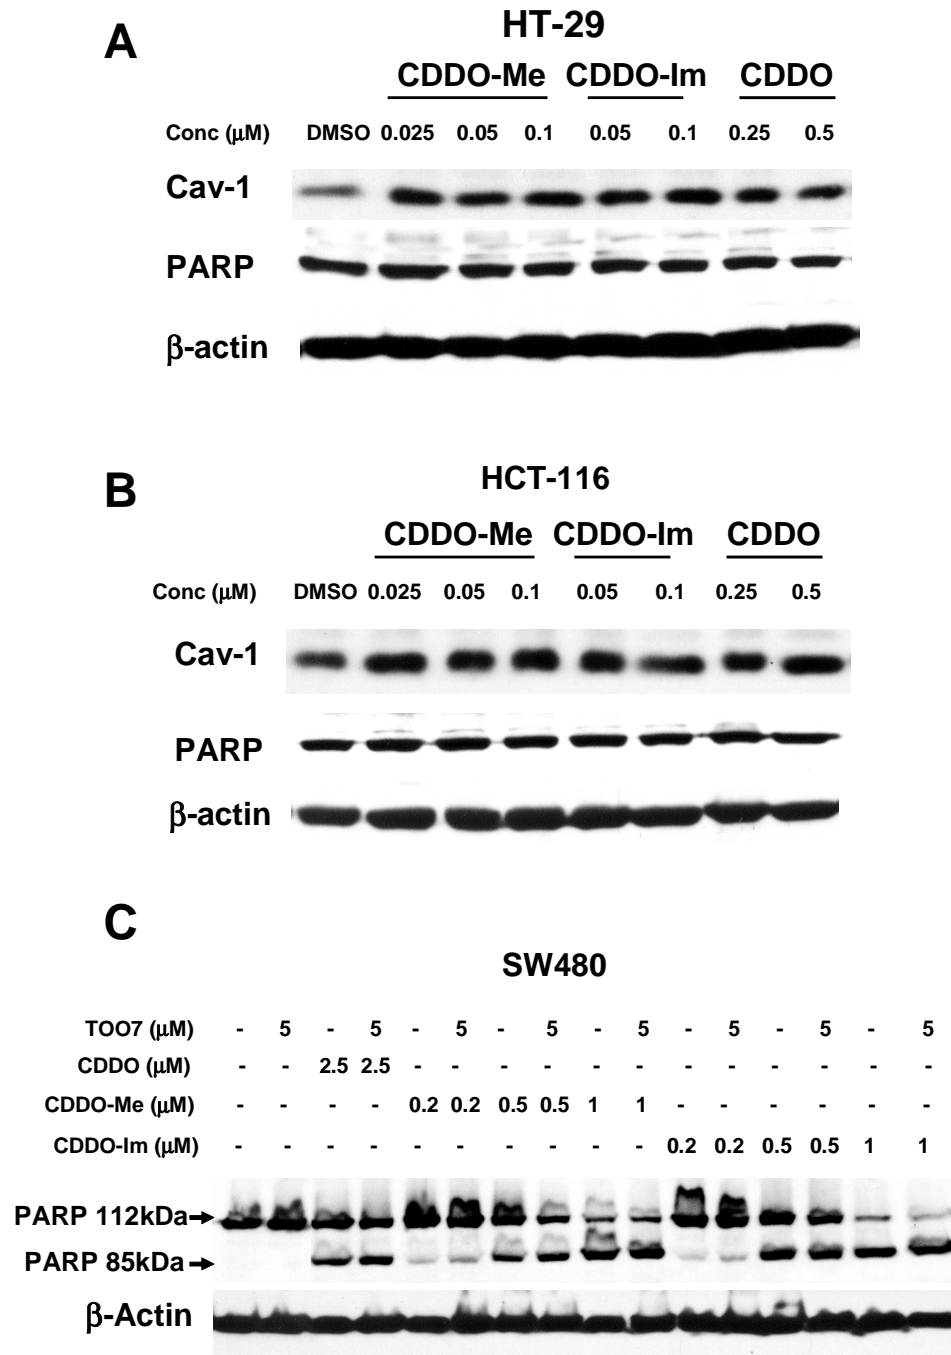 A
HT-29
CDDO-Me CDDO-Im CDDO
Conc (μM) DMSO 0.025 0.05 0.1 0.05 0.1 0.25 0.5
Cav-1
PARP
β-actin
B
HCT-116
CDDO-Me CDDO-Im CDDO
Conc (μM) DMSO 0.025 0.05 0.1 0.05 0.1 0.25 0.5
Cav-1
PARP
β-actin
C
SW480
TOO7 (μM) - 5 - 5 - 5 - 5 - 5 - 5 - 5 - 5
CDDO (μM) - - 2.5 2.5 - - - - - - - - - - - -
CDDO-Me (μM) - - - - 0.2 0.2 0.5 0.5 1 1 - - - - - -
CDDO-Im (μM) - - - - - - - - - - 0.2 0.2 0.5 0.5 1 1
PARP 112kDa
PARP 85kDa
β-Actin